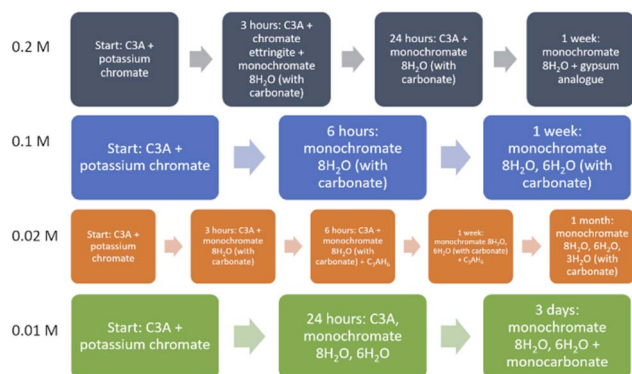 0.2 M
Start: C3A +
potassium
chromate
3 hours: C3A +
chromate
ettringite +
monochromate
8H₂O (with
carbonate)
24 hours: C3A +
monochromate
8H₂O (with
carbonate)
1 week:
monochromate
8H₂O + gypsum
analogue
0.1 M
Start: C3A +
potassium chromate
6 hours:
monochromate
8H₂O (with
carbonate)
1 week:
monochromate
8H₂O, 6H₂O (with
carbonate)
0.02 M
Start: C3A +
potassium
chromate
3 hours: C3A +
monochromate
8H₂O (with
carbonate)
6 hours: C3A +
monochromate
8H₂O (with
carbonate) + C₃AH₆
1 week:
monochromate 8H₂O,
6H₂O (with carbonate)
+ C₃AH₆
1 month:
monochromate
8H₂O, 6H₂O,
3H₂O (with
carbonate)
0.01 M
Start: C3A +
potassium chromate
24 hours: C3A,
monochromate
8H₂O, 6H₂O
3 days:
monochromate
8H₂O, 6H₂O +
monocarbonate